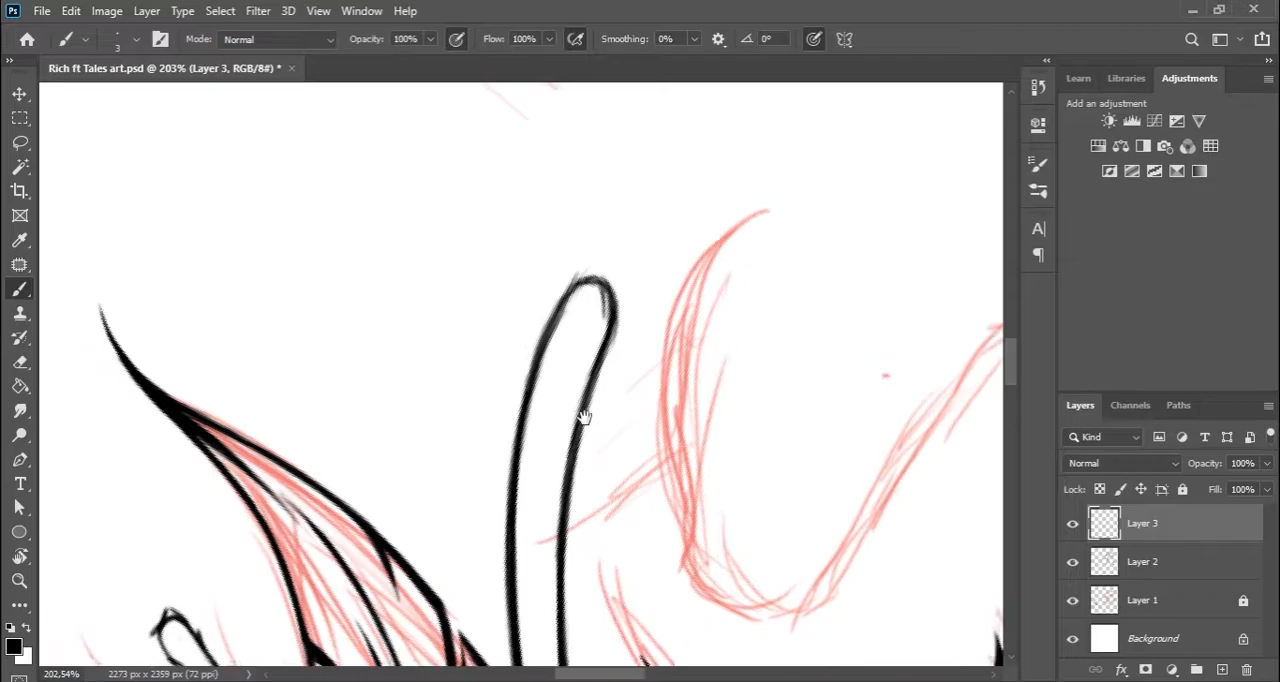 Ps File Edit Image Layer Type Select Filter 3D View Window Help
3 Mode: Normal Opacity: 100% Flow: 100% Smoothing: 0% 0°
Rich ft Tales art.psd @ 203% (Layer 3, RGB/8#) * ×
Learn Libraries Adjustments
Add an adjustment
A|
Layers Channels Paths
Kind T
Normal Opacity: 100%
Lock: Fill: 100%
Layer 3
Layer 2
Layer 1
Background
T
202,54% 2273 px x 2359 px (72 ppi)
fx